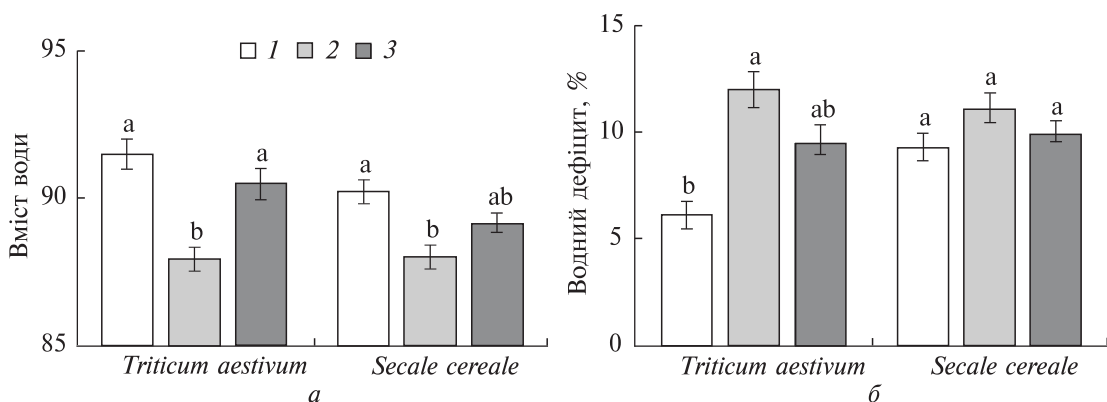 Вміст води
95
90
85
1 2 3
a
b
a
a
b
ab
Triticum aestivum Secale cereale
а
Водний дефіцит, %
15
10
5
0
b
a
ab
a
a
a
Triticum aestivum Secale cereale
б